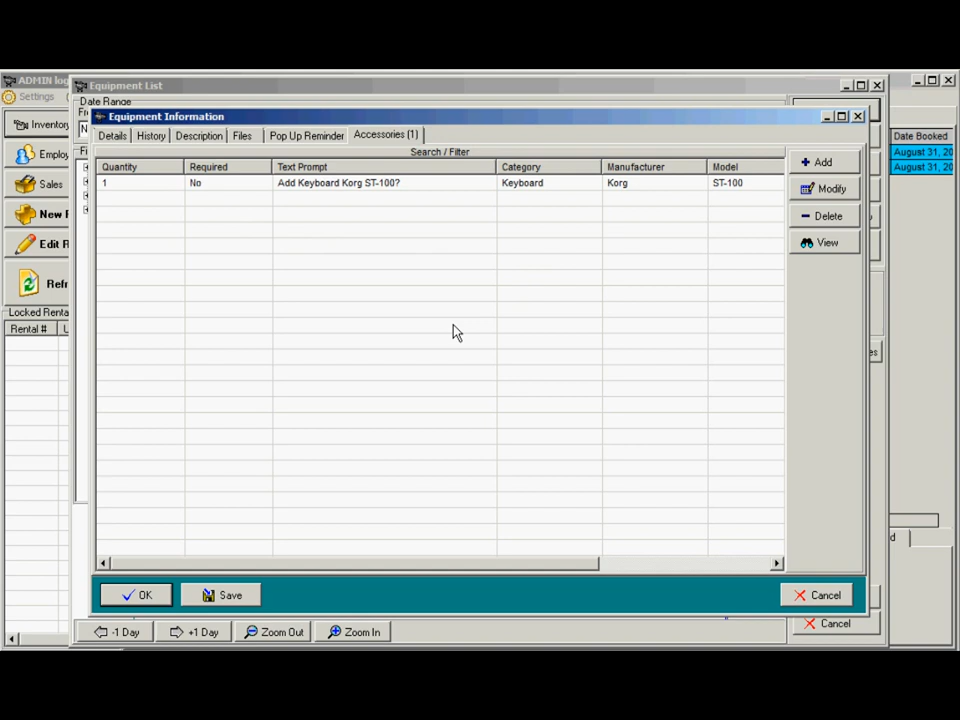 ADMIN log
Settings
Inventory
Employ
Sales
New F
Edit R
Refr
Locked Renta
Rental #
Equipment List
Date Range
Fr
N
Fi
Equipment Information
Details History Description Files Pop Up Reminder Accessories (1)
Search / Filter
Quantity Required Text Prompt Category Manufacturer Model
1 No Add Keyboard Korg ST-100? Keyboard Korg ST-100
Add
Modify
Delete
View
OK Save Cancel
-1 Day +1 Day Zoom Out Zoom In Cancel
es
Date Booked
August 31, 20
August 31, 20
d